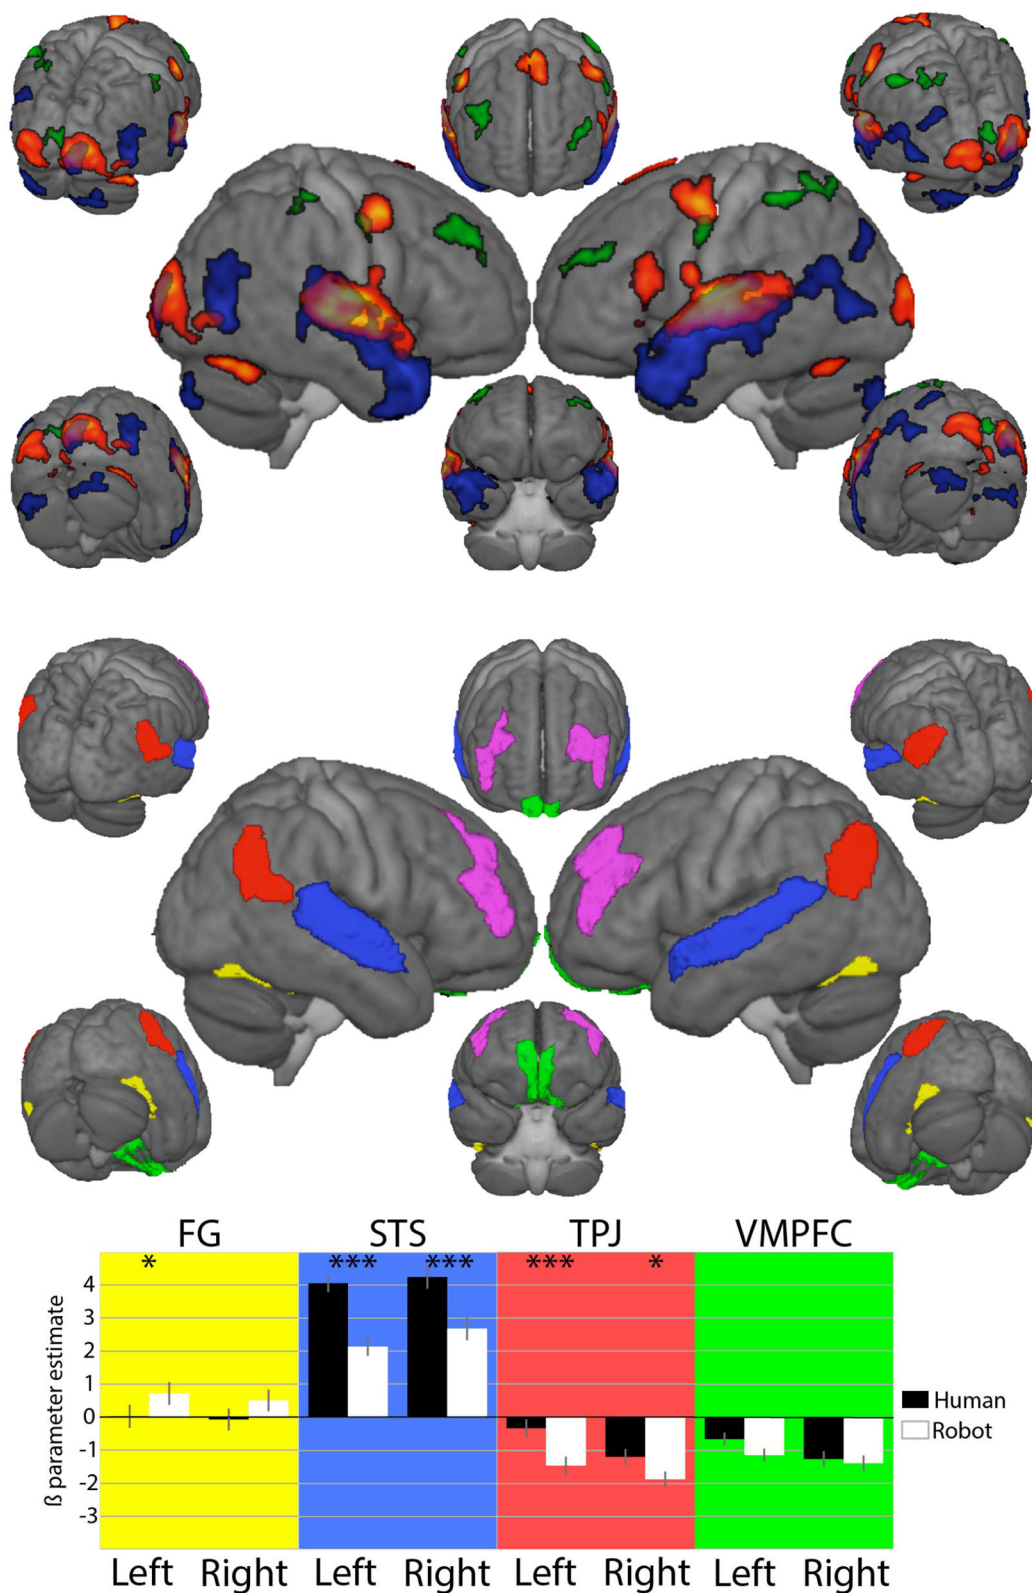 FG STS TPJ VMPFC
* *** *** *** *
4
3
2
1
0
-1
-2
-3
ß parameter estimate
Human
Robot
Left Right Left Right Left Right Left Right